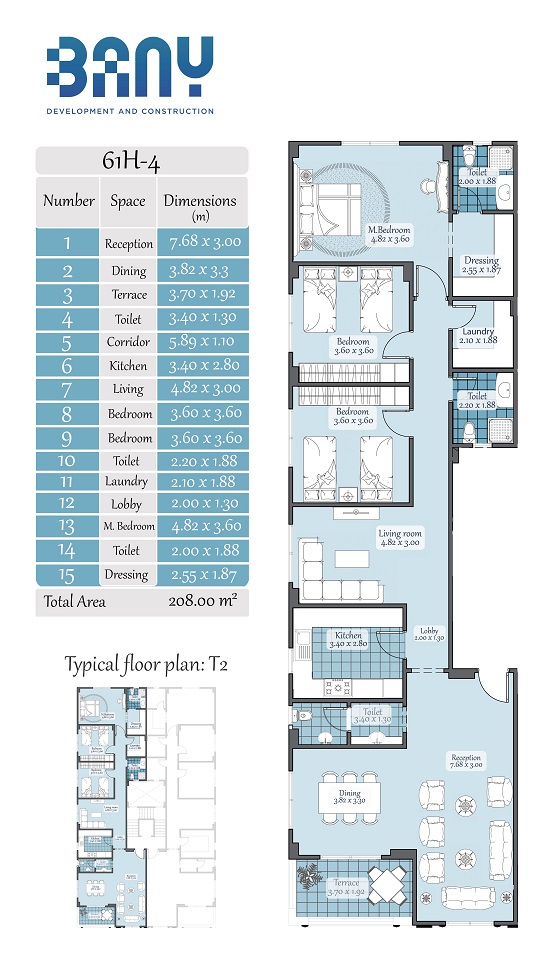 BANY
DEVELOPMENT AND CONSTRUCTION
61H-4
Number Space Dimensions (m)
1 Reception 7.68 x 3.00
2 Dining 3.82 x 3.3
3 Terrace 3.70 x 1.92
4 Toilet 3.40 x 1.30
5 Corridor 5.89 x 1.10
6 Kitchen 3.40 x 2.80
7 Living 4.82 x 3.00
8 Bedroom 3.60 x 3.60
9 Bedroom 3.60 x 3.60
10 Toilet 2.20 x 1.88
11 Laundry 2.10 x 1.88
12 Lobby 2.00 x 1.30
13 M. Bedroom 4.82 x 3.60
14 Toilet 2.00 x 1.88
15 Dressing 2.55 x 1.87
Total Area 208.00 m²
Typical floor plan: T2
Toilet
2.00 x 1.88
M.Bedroom
4.82 x 3.60
Dressing
2.55 x 1.87
Laundry
2.10 x 1.88
Bedroom
3.60 x 3.60
Toilet
2.20 x 1.88
Bedroom
3.60 x 3.60
Living room
4.82 x 3.00
Lobby
2.00 x 1.30
Kitchen
3.40 x 2.80
Toilet
3.40 x 1.30
Reception
7.68 x 3.00
Dining
3.82 x 3.30
Terrace
3.70 x 1.92